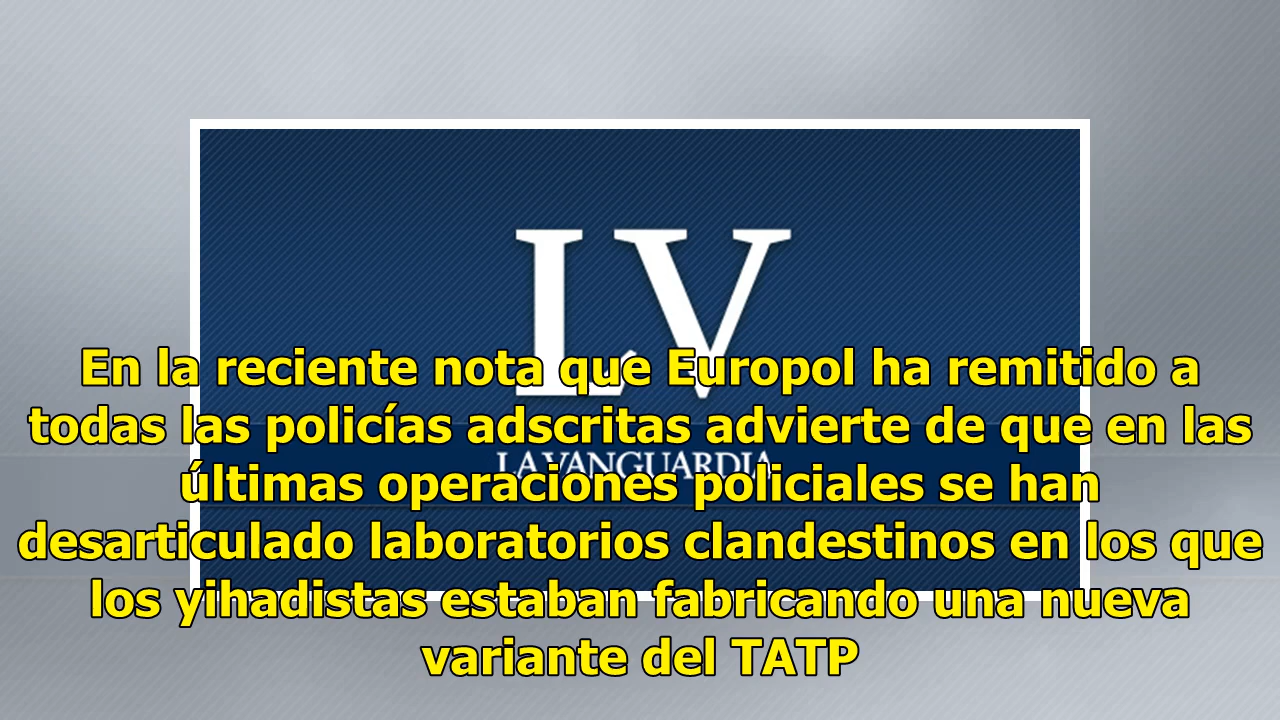 LV
LA VANGUARDIA
En la reciente nota que Europol ha remitido a
todas las policías adscritas advierte de que en las
últimas operaciones policiales se han
desarticulado laboratorios clandestinos en los que
los yihadistas estaban fabricando una nueva
variante del TATP